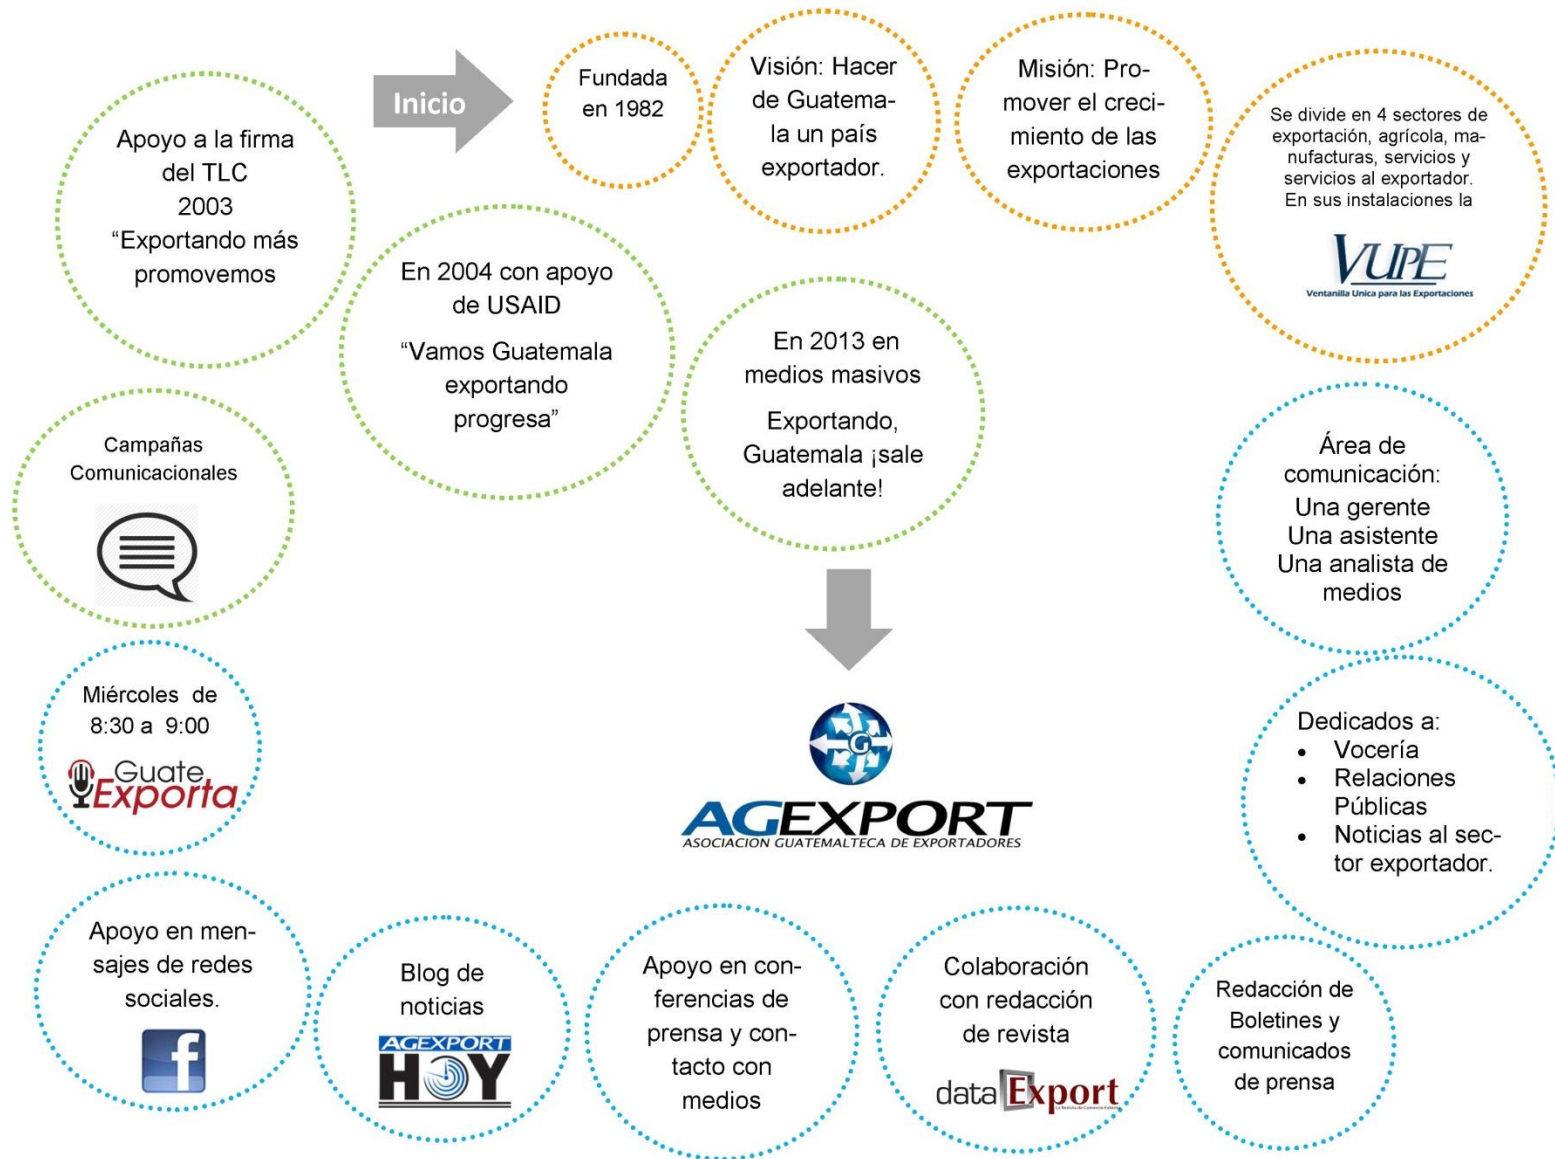 Inicio
Fundada
en 1982
Visión: Hacer
de Guatema-
la un país
exportador.
Misión: Pro-
mover el creci-
miento de las
exportaciones
Se divide en 4 sectores de
exportación, agrícola, ma-
nufacturas, servicios y
servicios al exportador.
En sus instalaciones la
VUPE
Ventanilla Unica para las Exportaciones
Área de
comunicación:
Una gerente
Una asistente
Una analista de
medios
Dedicados a:
• Vocería
• Relaciones
Públicas
• Noticias al sec-
tor exportador.
Redacción de
Boletines y
comunicados
de prensa
Colaboración
con redacción
de revista
data Export
La Revista de Comercio Exterior
Apoyo en con-
ferencias de
prensa y con-
tacto con
medios
Blog de
noticias
AGEXPORT
HOY
Apoyo en men-
sajes de redes
sociales.
f
Miércoles de
8:30 a 9:00
Guate
Exporta
Campañas
Comunicacionales
Apoyo a la firma
del TLC
2003
“Exportando más
promovemos
En 2004 con apoyo
de USAID
“Vamos Guatemala
exportando
progresa”
En 2013 en
medios masivos
Exportando,
Guatemala ¡sale
adelante!
G
AGEXPORT
ASOCIACION GUATEMALTECA DE EXPORTADORES